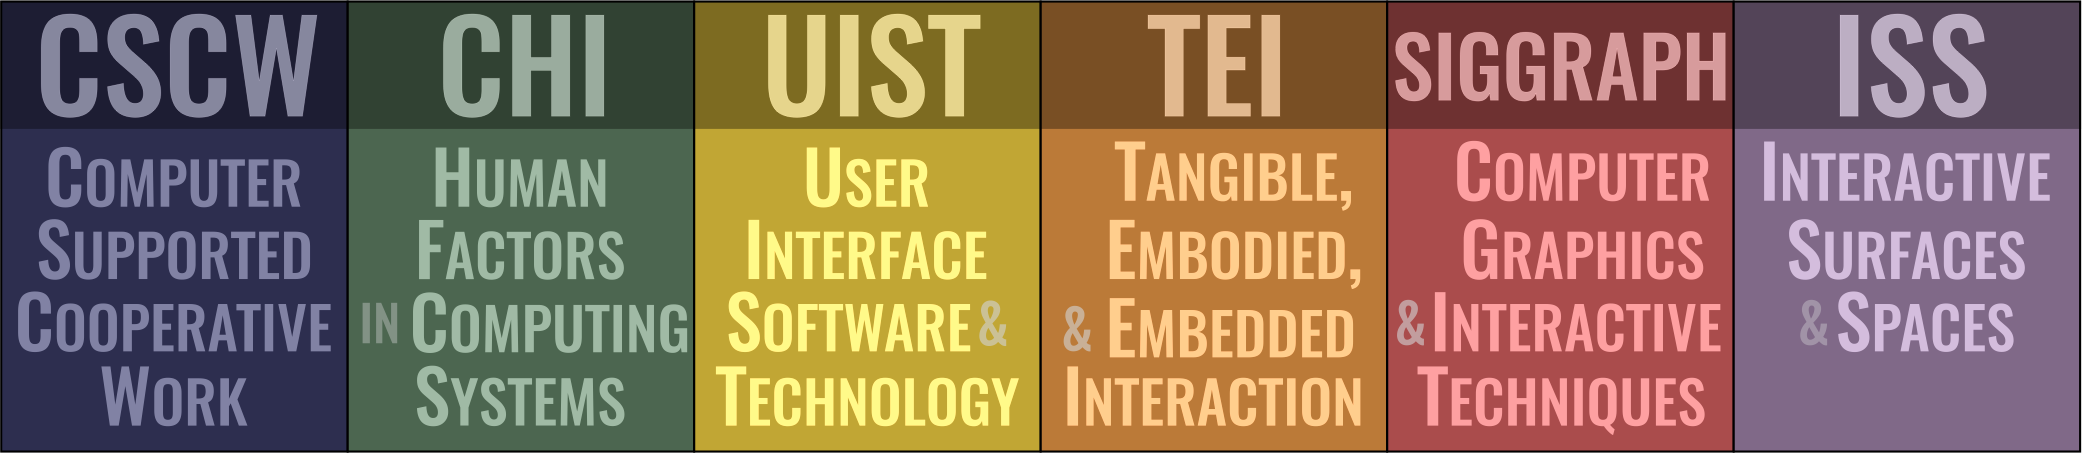 CSCW
COMPUTER
SUPPORTED
COOPERATIVE
WORK
CHI
HUMAN
FACTORS
IN COMPUTING
SYSTEMS
UIST
USER
INTERFACE
SOFTWARE &
TECHNOLOGY
TEI
TANGIBLE,
EMBODIED,
& EMBEDDED
INTERACTION
SIGGRAPH
COMPUTER
GRAPHICS
& INTERACTIVE
TECHNIQUES
ISS
INTERACTIVE
SURFACES
& SPACES